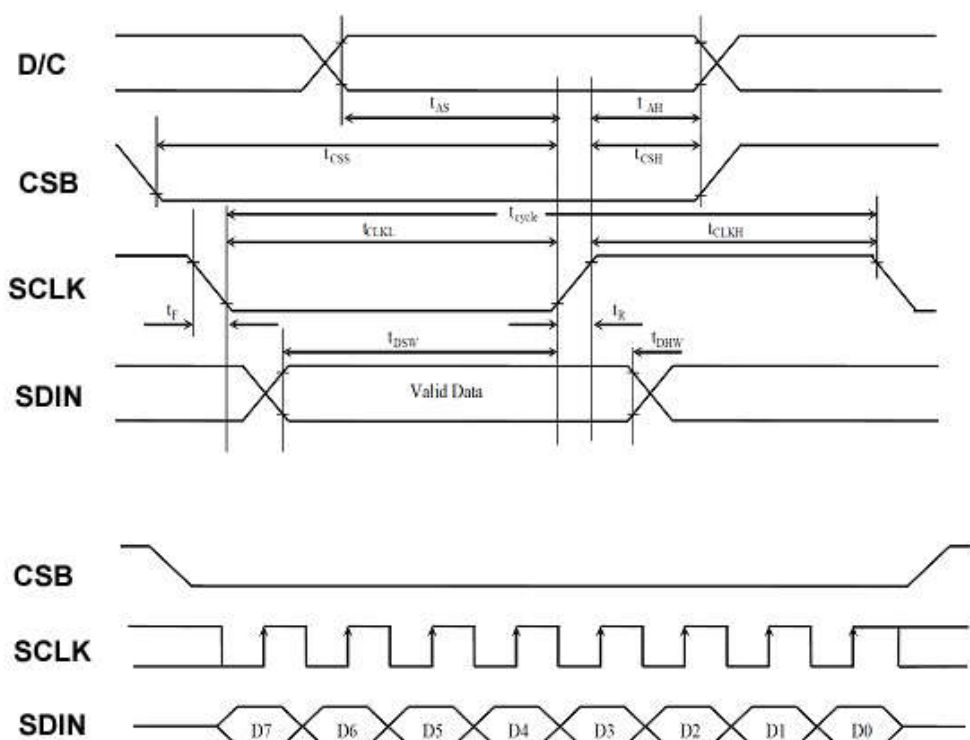 D/C
tAS
tAH
tCSS
tCSH
CSB
tcycle
tCLKL
tCLKH
SCLK
tF
tR
tDSW
tDHW
SDIN
Valid Data
CSB
SCLK
SDIN
D7 D6 D5 D4 D3 D2 D1 D0